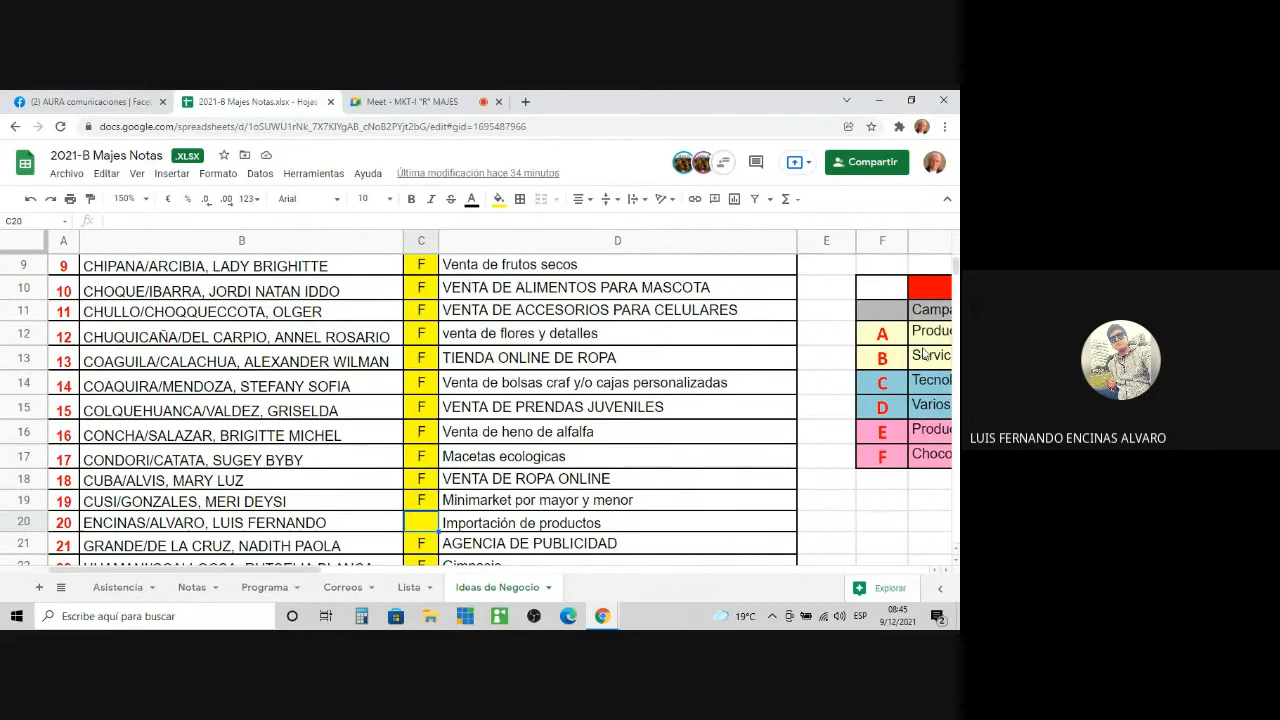 (2) AURA comunicaciones | Face
2021-B Majes Notas.xlsx - Hojas
Meet - MKT-I "R" MAJES
docs.google.com/spreadsheets/d/1oSUWU1rNk_7X7KIYgAB_cNoB2PYjt2bG/edit#gid=1695487966
2021-B Majes Notas .XLSX
Archivo Editar Ver Insertar Formato Datos Herramientas Ayuda Última modificación hace 34 minutos
Compartir
150% € % .0 .00 123 Arial 10 B I S A
C20 fx
A B C D E F
9 9 CHIPANA/ARCIBIA, LADY BRIGHITTE F Venta de frutos secos
10 10 CHOQUE/IBARRA, JORDI NATAN IDDO F VENTA DE ALIMENTOS PARA MASCOTA
11 11 CHULLO/CHOQQUECCOTA, OLGER F VENTA DE ACCESORIOS PARA CELULARES Campa
12 12 CHUQUICAÑA/DEL CARPIO, ANNEL ROSARIO F venta de flores y detalles A Produc
13 13 COAGUILA/CALACHUA, ALEXANDER WILMAN F TIENDA ONLINE DE ROPA B Servic
14 14 COAQUIRA/MENDOZA, STEFANY SOFIA F Venta de bolsas craf y/o cajas personalizadas C Tecnol
15 15 COLQUEHUANCA/VALDEZ, GRISELDA F VENTA DE PRENDAS JUVENILES D Varios
16 16 CONCHA/SALAZAR, BRIGITTE MICHEL F Venta de heno de alfalfa E Produc
17 17 CONDORI/CATATA, SUGEY BYBY F Macetas ecologicas F Choco
18 18 CUBA/ALVIS, MARY LUZ F VENTA DE ROPA ONLINE
19 19 CUSI/GONZALES, MERI DEYSI F Minimarket por mayor y menor
20 20 ENCINAS/ALVARO, LUIS FERNANDO Importación de productos
21 21 GRANDE/DE LA CRUZ, NADITH PAOLA F AGENCIA DE PUBLICIDAD
F Gimnasio
Asistencia Notas Programa Correos Lista Ideas de Negocio Explorar
Escribe aquí para buscar
19°C ESP 08:45
9/12/2021 2
LUIS FERNANDO ENCINAS ALVARO